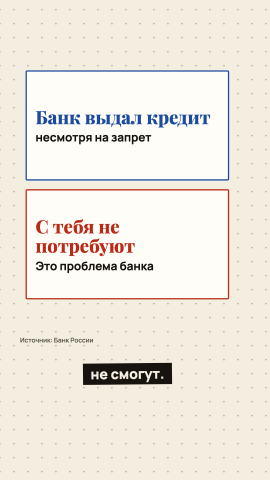 Банк выдал кредит
несмотря на запрет
С тебя не
потребуют
Это проблема банка
Источник: Банк России
не смогут.